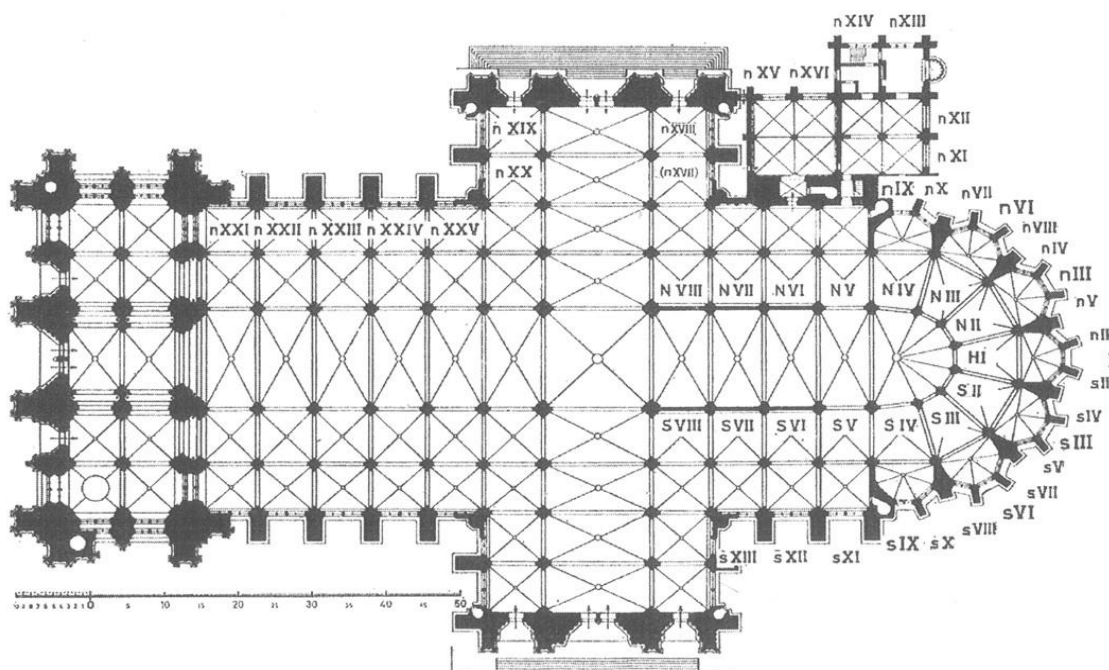 n XIV n XIII
n XV n XVI
n XIX n XVIII
n XII
n XX (n XVII)
n XI
n IX n X
n VII
n VI
n VIII
n IV
n XXI n XXII n XXIII n XXIV n XXV
n III
N VIII N VII N VI N V N IV N III
n V
N II
n II
H I
s II
S II
S VIII S VII S VI S V S IV S III
s IV
s III
s V
s VII
s VI
s VIII
s IX s X
s XIII s XII s XI
0 5 10 15 20 30 40 45 50